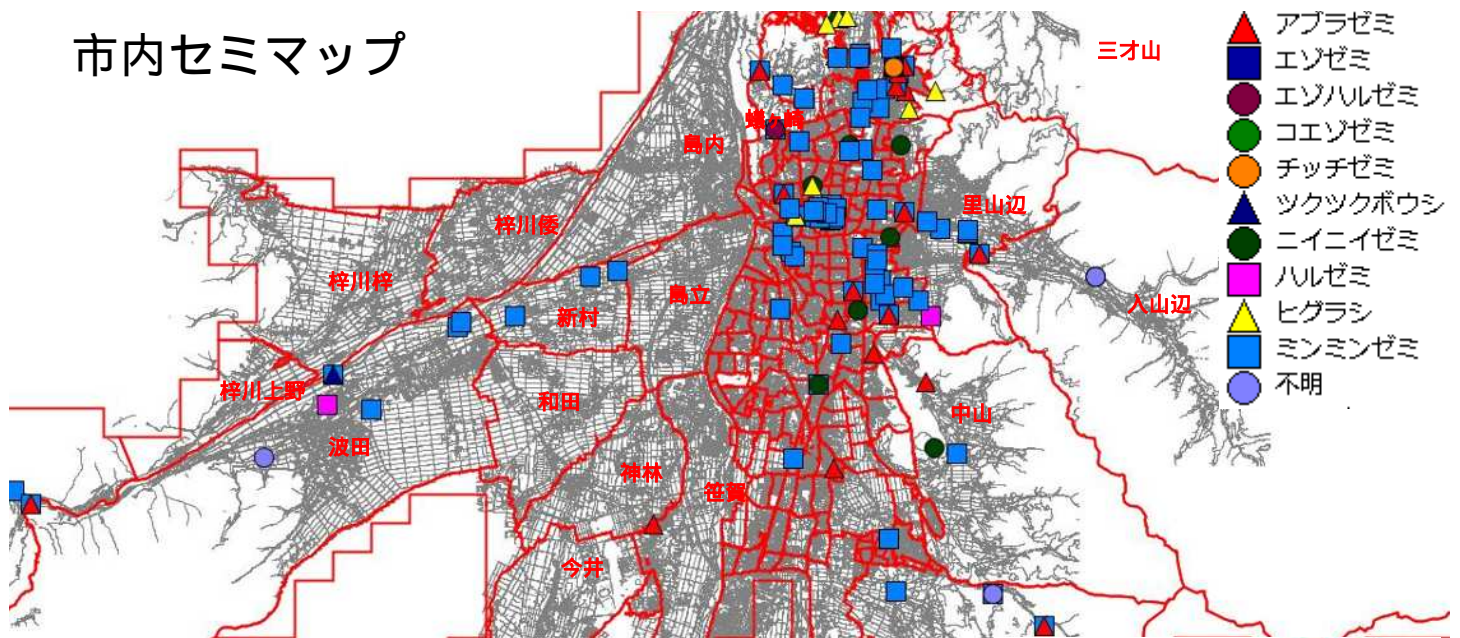 市内セミマップ
三才山
蟻ヶ崎
島内
里山辺
梓川倭
梓川梓
島立
入山辺
新村
梓川上野
和田
中山
波田
神林
笹賀
今井
アブラゼミ
エゾゼミ
エゾハルゼミ
コエゾゼミ
チッチゼミ
ツクツクボウシ
ニイニイゼミ
ハルゼミ
ヒグラシ
ミンミンゼミ
不明